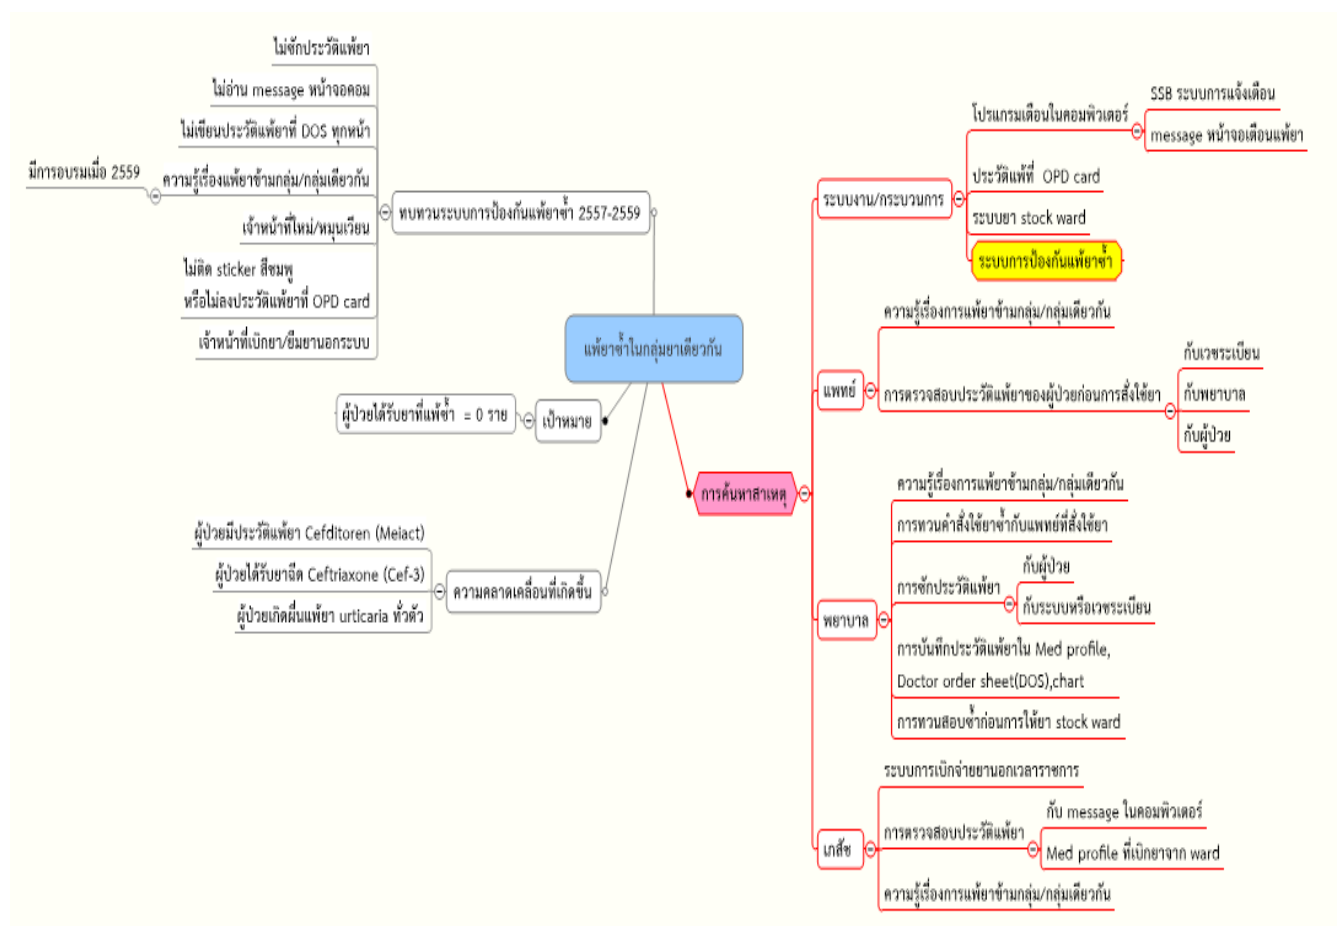 ไม่ซักประวัติแพ้ยา
ไม่อ่าน message หน้าจอคอม
ไม่เขียนประวัติแพ้ยาที่ DOS ทุกหน้า
มีการอบรมเมื่อ 2559
ความรู้เรื่องแพ้ยาข้ามกลุ่ม/กลุ่มเดียวกัน
เจ้าหน้าที่ใหม่/หมุนเวียน
ไม่ติด sticker สีชมพู
หรือไม่ลงประวัติแพ้ยาที่ OPD card
เจ้าหน้าที่เบิกยา/ยืมยานอกระบบ
ทบทวนระบบการป้องกันแพ้ยาซ้ำ 2557-2559
แพ้ยาซ้ำในกลุ่มยาเดียวกัน
ผู้ป่วยได้รับยาที่แพ้ซ้ำ = 0 ราย
เป้าหมาย
ผู้ป่วยมีประวัติแพ้ยา Cefditoren (Meiact)
ผู้ป่วยได้รับยาฉีด Ceftriaxone (Cef-3)
ผู้ป่วยเกิดผื่นแพ้ยา urticaria ทั่วตัว
ความคลาดเคลื่อนที่เกิดขึ้น
การค้นหาสาเหตุ
ระบบงาน/กระบวนการ
โปรแกรมเตือนในคอมพิวเตอร์
SSB ระบบการแจ้งเตือน
message หน้าจอเตือนแพ้ยา
ประวัติแพ้ที่ OPD card
ระบบยา stock ward
ระบบการป้องกันแพ้ยาซ้ำ
แพทย์
ความรู้เรื่องการแพ้ยาข้ามกลุ่ม/กลุ่มเดียวกัน
การตรวจสอบประวัติแพ้ยาของผู้ป่วยก่อนการสั่งใช้ยา
กับเวชระเบียน
กับพยาบาล
กับผู้ป่วย
พยาบาล
ความรู้เรื่องการแพ้ยาข้ามกลุ่ม/กลุ่มเดียวกัน
การทวนคำสั่งใช้ยาซ้ำกับแพทย์ที่สั่งใช้ยา
การซักประวัติแพ้ยา
กับผู้ป่วย
กับระบบหรือเวชระเบียน
การบันทึกประวัติแพ้ยาใน Med profile,
Doctor order sheet(DOS),chart
การทวนสอบซ้ำก่อนการให้ยา stock ward
เภสัช
ระบบการเบิกจ่ายยานอกเวลาราชการ
การตรวจสอบประวัติแพ้ยา
กับ message ในคอมพิวเตอร์
Med profile ที่เบิกยาจาก ward
ความรู้เรื่องการแพ้ยาข้ามกลุ่ม/กลุ่มเดียวกัน